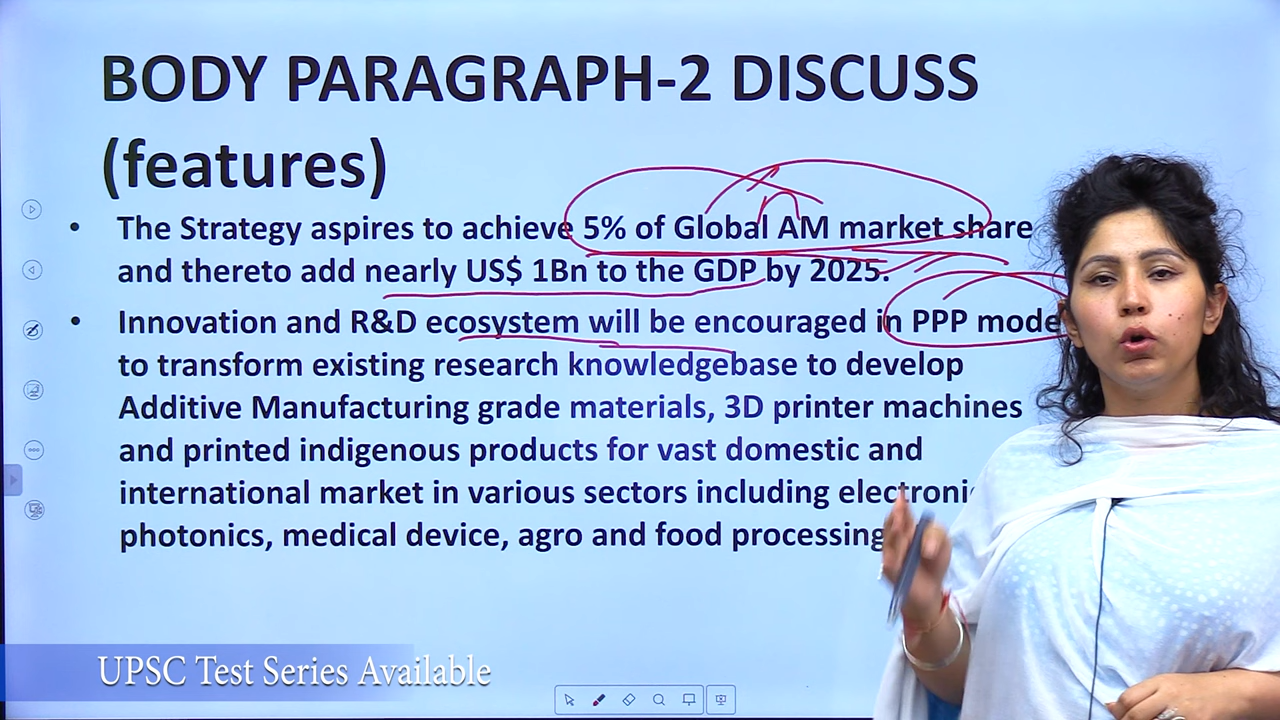 BODY PARAGRAPH-2 DISCUSS
(features)
• The Strategy aspires to achieve 5% of Global AM market share
and thereto add nearly US$ 1Bn to the GDP by 2025.
• Innovation and R&D ecosystem will be encouraged in PPP mode
to transform existing research knowledgebase to develop
Additive Manufacturing grade materials, 3D printer machines
and printed indigenous products for vast domestic and
international market in various sectors including
photonics, medical device, agro and food processing
UPSC Test Series Available